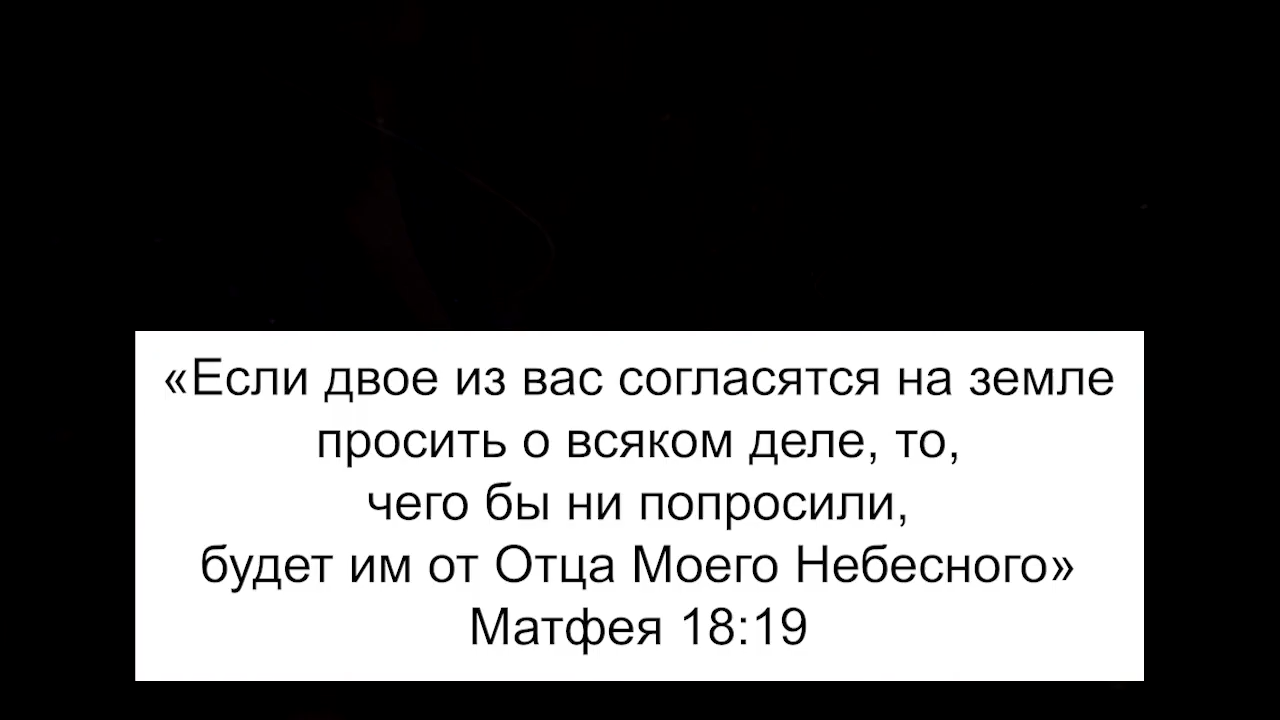 «Если двое из вас согласятся на земле
просить о всяком деле, то,
чего бы ни попросили,
будет им от Отца Моего Небесного»
Матфея 18:19